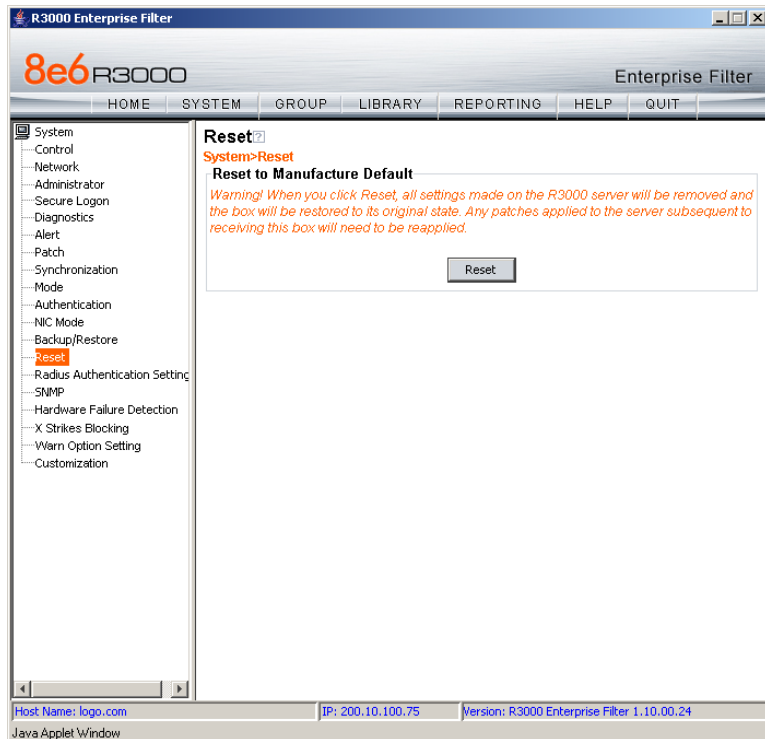 R3000 Enterprise Filter
8e6 R3000
Enterprise Filter
HOME SYSTEM GROUP LIBRARY REPORTING HELP QUIT
System
Control
Network
Administrator
Secure Logon
Diagnostics
Alert
Patch
Synchronization
Mode
Authentication
NIC Mode
Backup/Restore
Reset
Radius Authentication Setting
SNMP
Hardware Failure Detection
X Strikes Blocking
Warn Option Setting
Customization
Reset ?
System>Reset
Reset to Manufacture Default
Warning! When you click Reset, all settings made on the R3000 server will be removed and
the box will be restored to its original state. Any patches applied to the server subsequent to
receiving this box will need to be reapplied.
Reset
Host Name: logo.com IP: 200.10.100.75 Version: R3000 Enterprise Filter 1.10.00.24
Java Applet Window